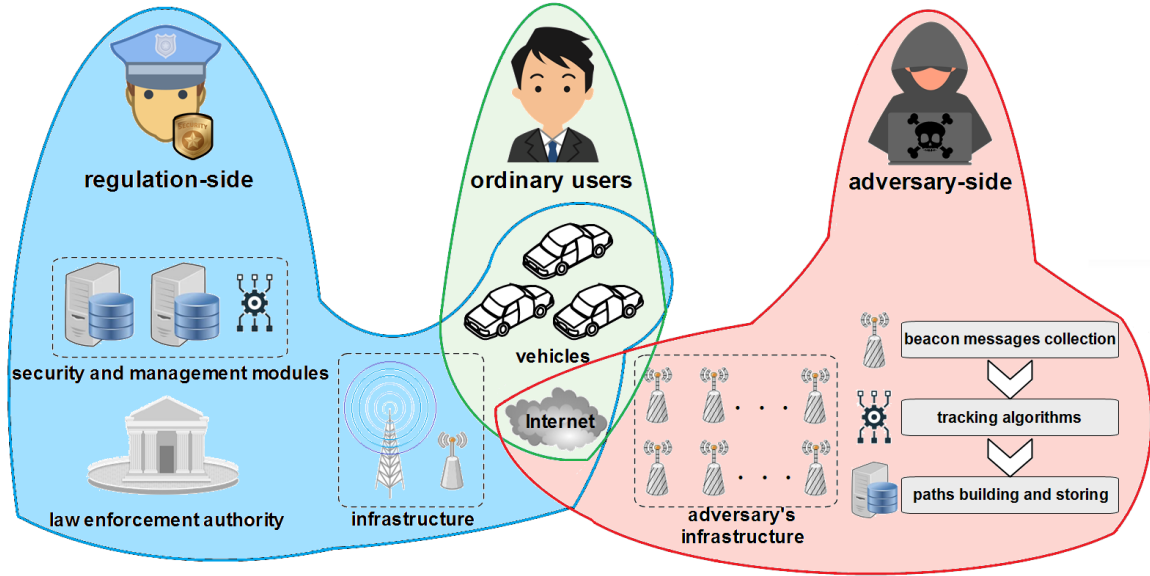 SECURITY
regulation-side
ordinary users
adversary-side
security and management modules
law enforcement authority
infrastructure
vehicles
Internet
adversary's
infrastructure
beacon messages collection
tracking algorithms
paths building and storing